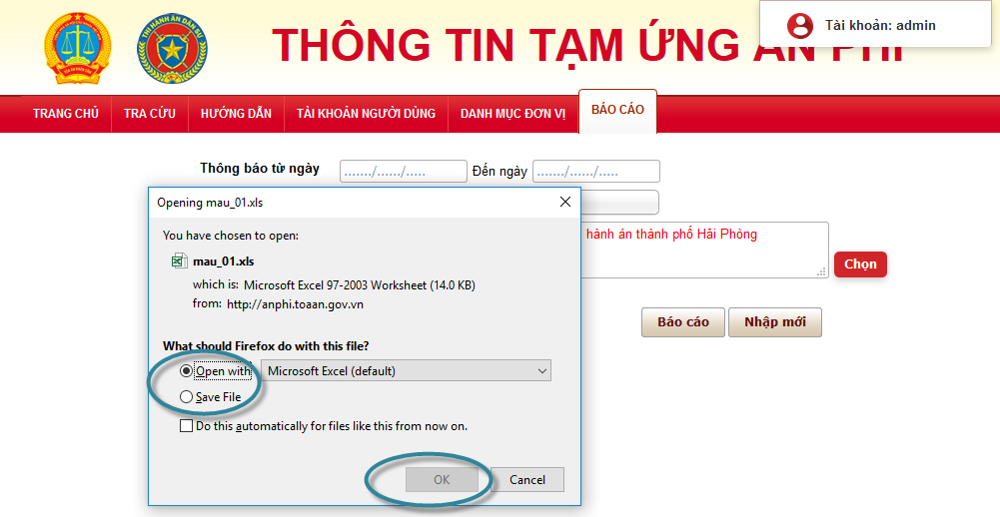 THÔNG TIN TẠM ỨNG ÁN PHÍ
Tài khoản: admin
TRANG CHỦ TRA CỨU HƯỚNG DẪN TÀI KHOẢN NGƯỜI DÙNG DANH MỤC ĐƠN VỊ BÁO CÁO
Thông báo từ ngày ......./....../..... Đến ngày ......./....../.....
Opening mau_01.xls
You have chosen to open:
hành án thành phố Hải Phòng
mau_01.xls
Chọn
which is: Microsoft Excel 97-2003 Worksheet (14.0 KB)
from: http://anphi.toaan.gov.vn
Báo cáo Nhập mới
What should Firefox do with this file?
Open with Microsoft Excel (default)
Save File
Do this automatically for files like this from now on.
OK Cancel
THI HÀNH ÁN DÂN SỰ